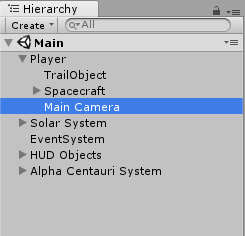 Hierarchy
Create All
Main
Player
TrailObject
Spacecraft
Main Camera
Solar System
EventSystem
HUD Objects
Alpha Centauri System